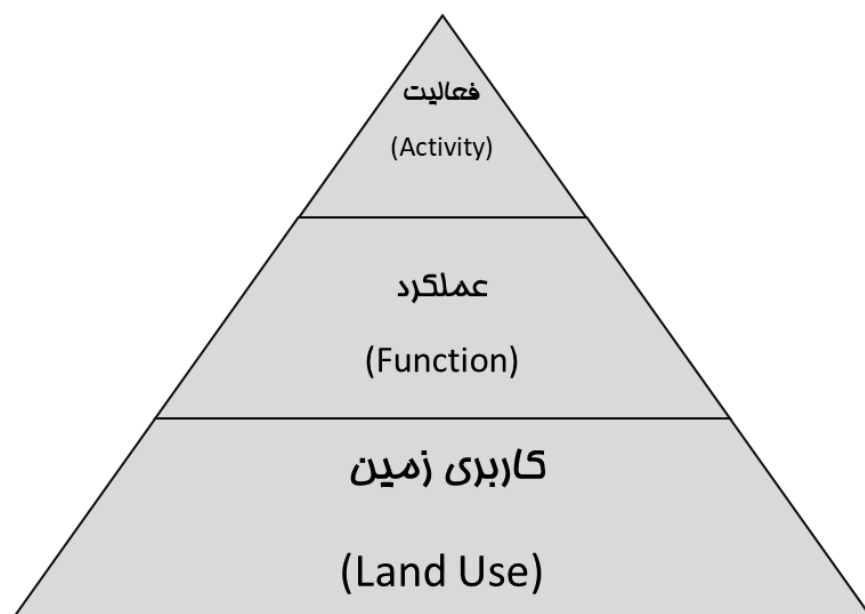 فعالیت
(Activity)
عملکرد
(Function)
کاربری زمین
(Land Use)